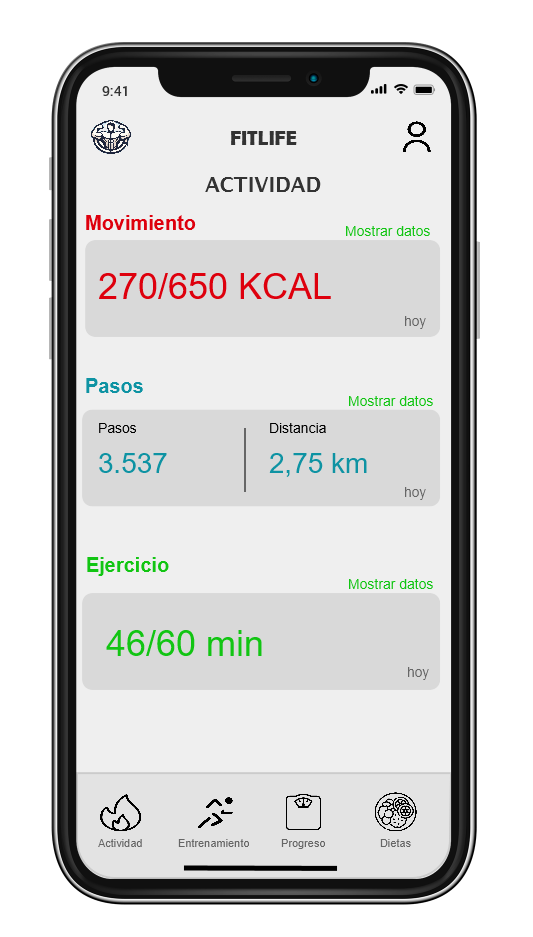 9:41
FITLIFE
ACTIVIDAD
Movimiento
Mostrar datos
270/650 KCAL
hoy
Pasos
Mostrar datos
Pasos
Distancia
3.537
2,75 km
hoy
Ejercicio
Mostrar datos
46/60 min
hoy
Actividad
Entrenamiento
Progreso
Dietas